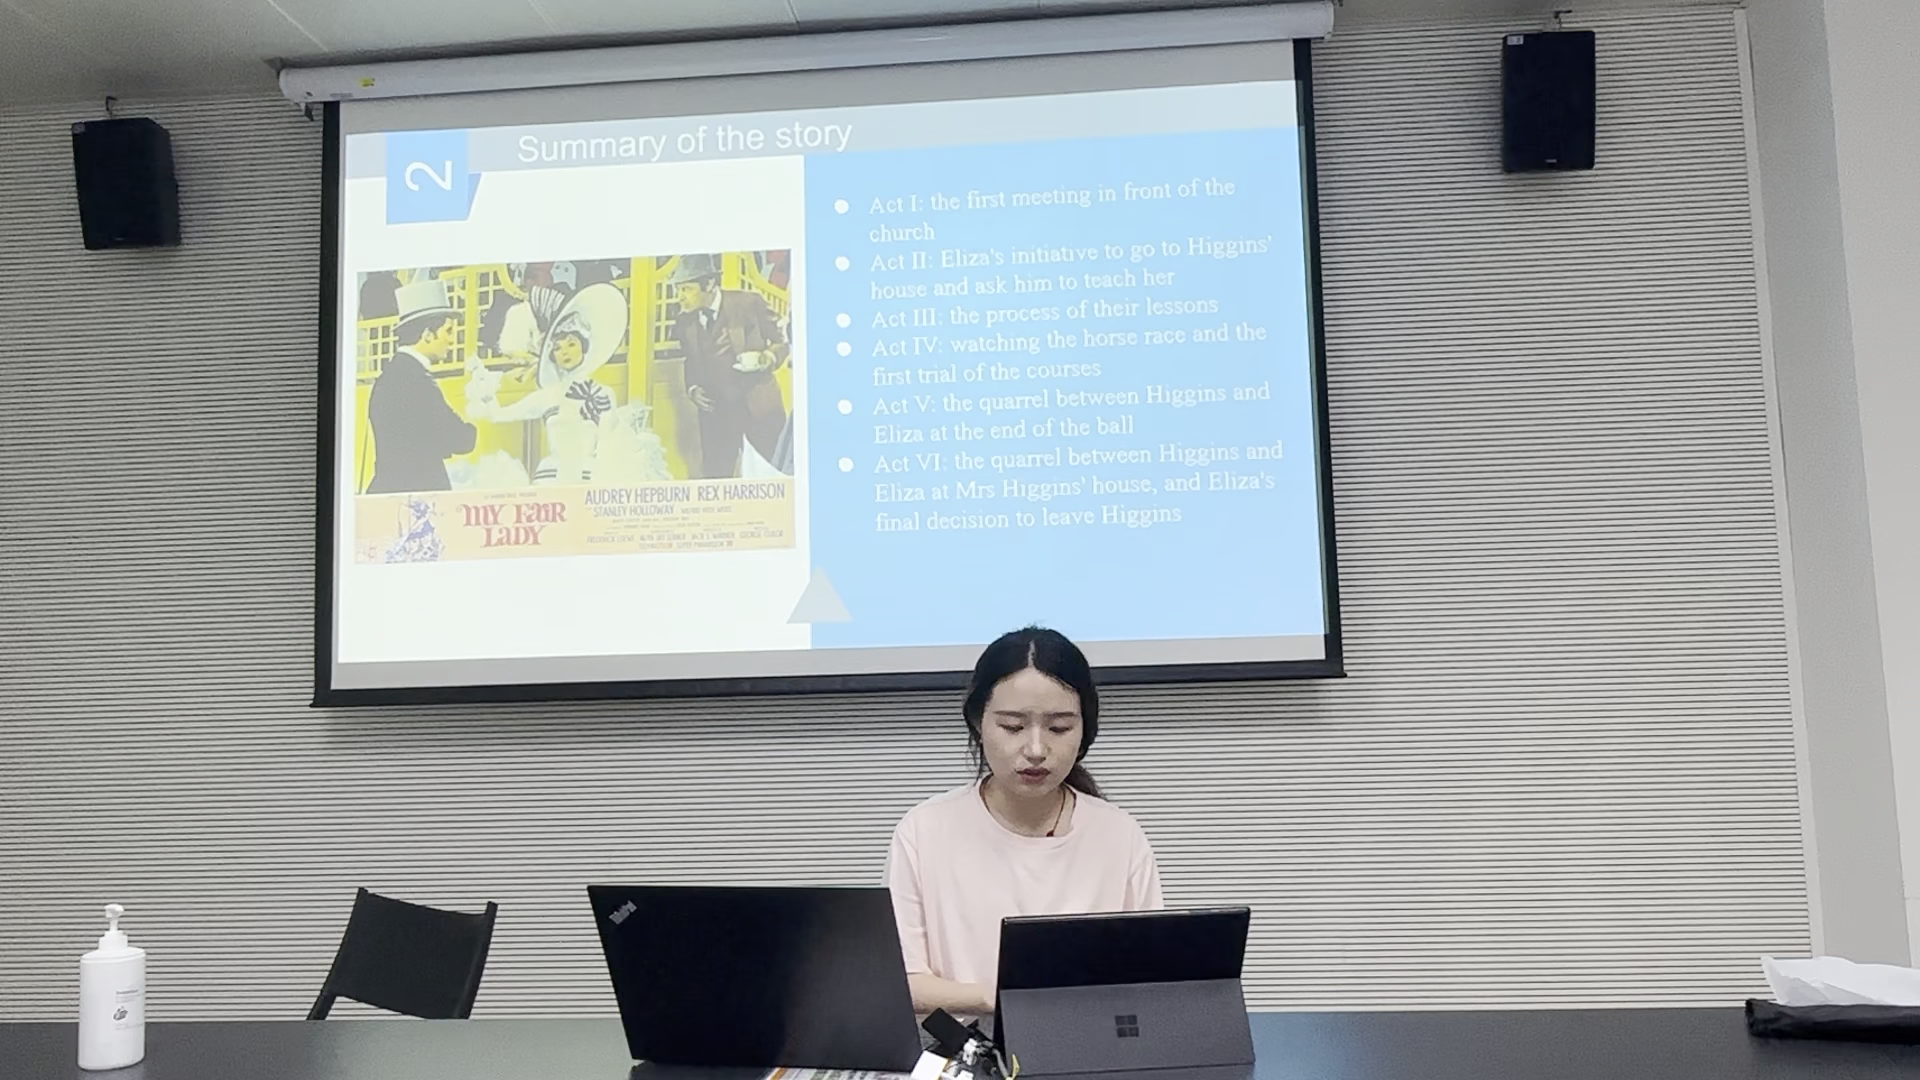 2
Summary of the story
Act I: the first meeting in front of the
church
Act II: Eliza's initiative to go to Higgins'
house and ask him to teach her
Act III: the process of their lessons
Act IV: watching the horse race and the
first trial of the courses
Act V: the quarrel between Higgins and
Eliza at the end of the ball
Act VI: the quarrel between Higgins and
Eliza at Mrs Higgins' house, and Eliza's
final decision to leave Higgins
AUDREY HEPBURN REX HARRISON
STANLEY HOLLOWAY
MY FAIR
LADY
ThinkPad